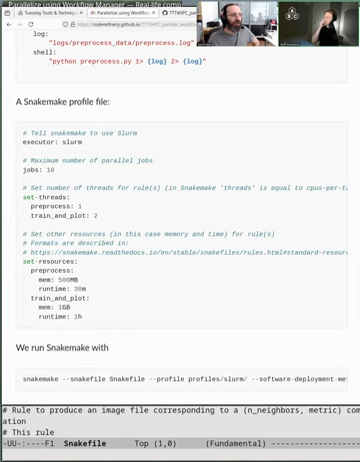 Parallelize using Workflow Manager — Real-life comp
Tuesday Tools & Technique
Parallelize using Workflow
https://coderefinery.github.io/TTT4HPC_parallel_workf
log:
"logs/preprocess_data/preprocess.log"
shell:
"python preprocess.py 1> {log} 2> {log}"
A Snakemake profile file:
# Tell snakemake to use Slurm
executor: slurm
# Maximum number of parallel jobs
jobs: 10
# Set number of threads for rule(s) (in Snakemake 'threads' is equal to cpus-per-ta
set-threads:
preprocess: 1
train_and_plot: 2
# Set other resources (in this case memory and time) for rule(s)
# Formats are described in:
# https://snakemake.readthedocs.io/en/stable/snakefiles/rules.html#standard-resourc
set-resources:
preprocess:
mem: 500MB
runtime: 30m
train_and_plot:
mem: 1GB
runtime: 1h
We run Snakemake with
snakemake --snakefile Snakefile --profile profiles/slurm/ --software-deployment-met
# Rule to produce an image file corresponding to a (n_neighbors, metric) com
ation
# This rule
-UU-:----F1 Snakefile Top (1,0) (Fundamental) -------------------